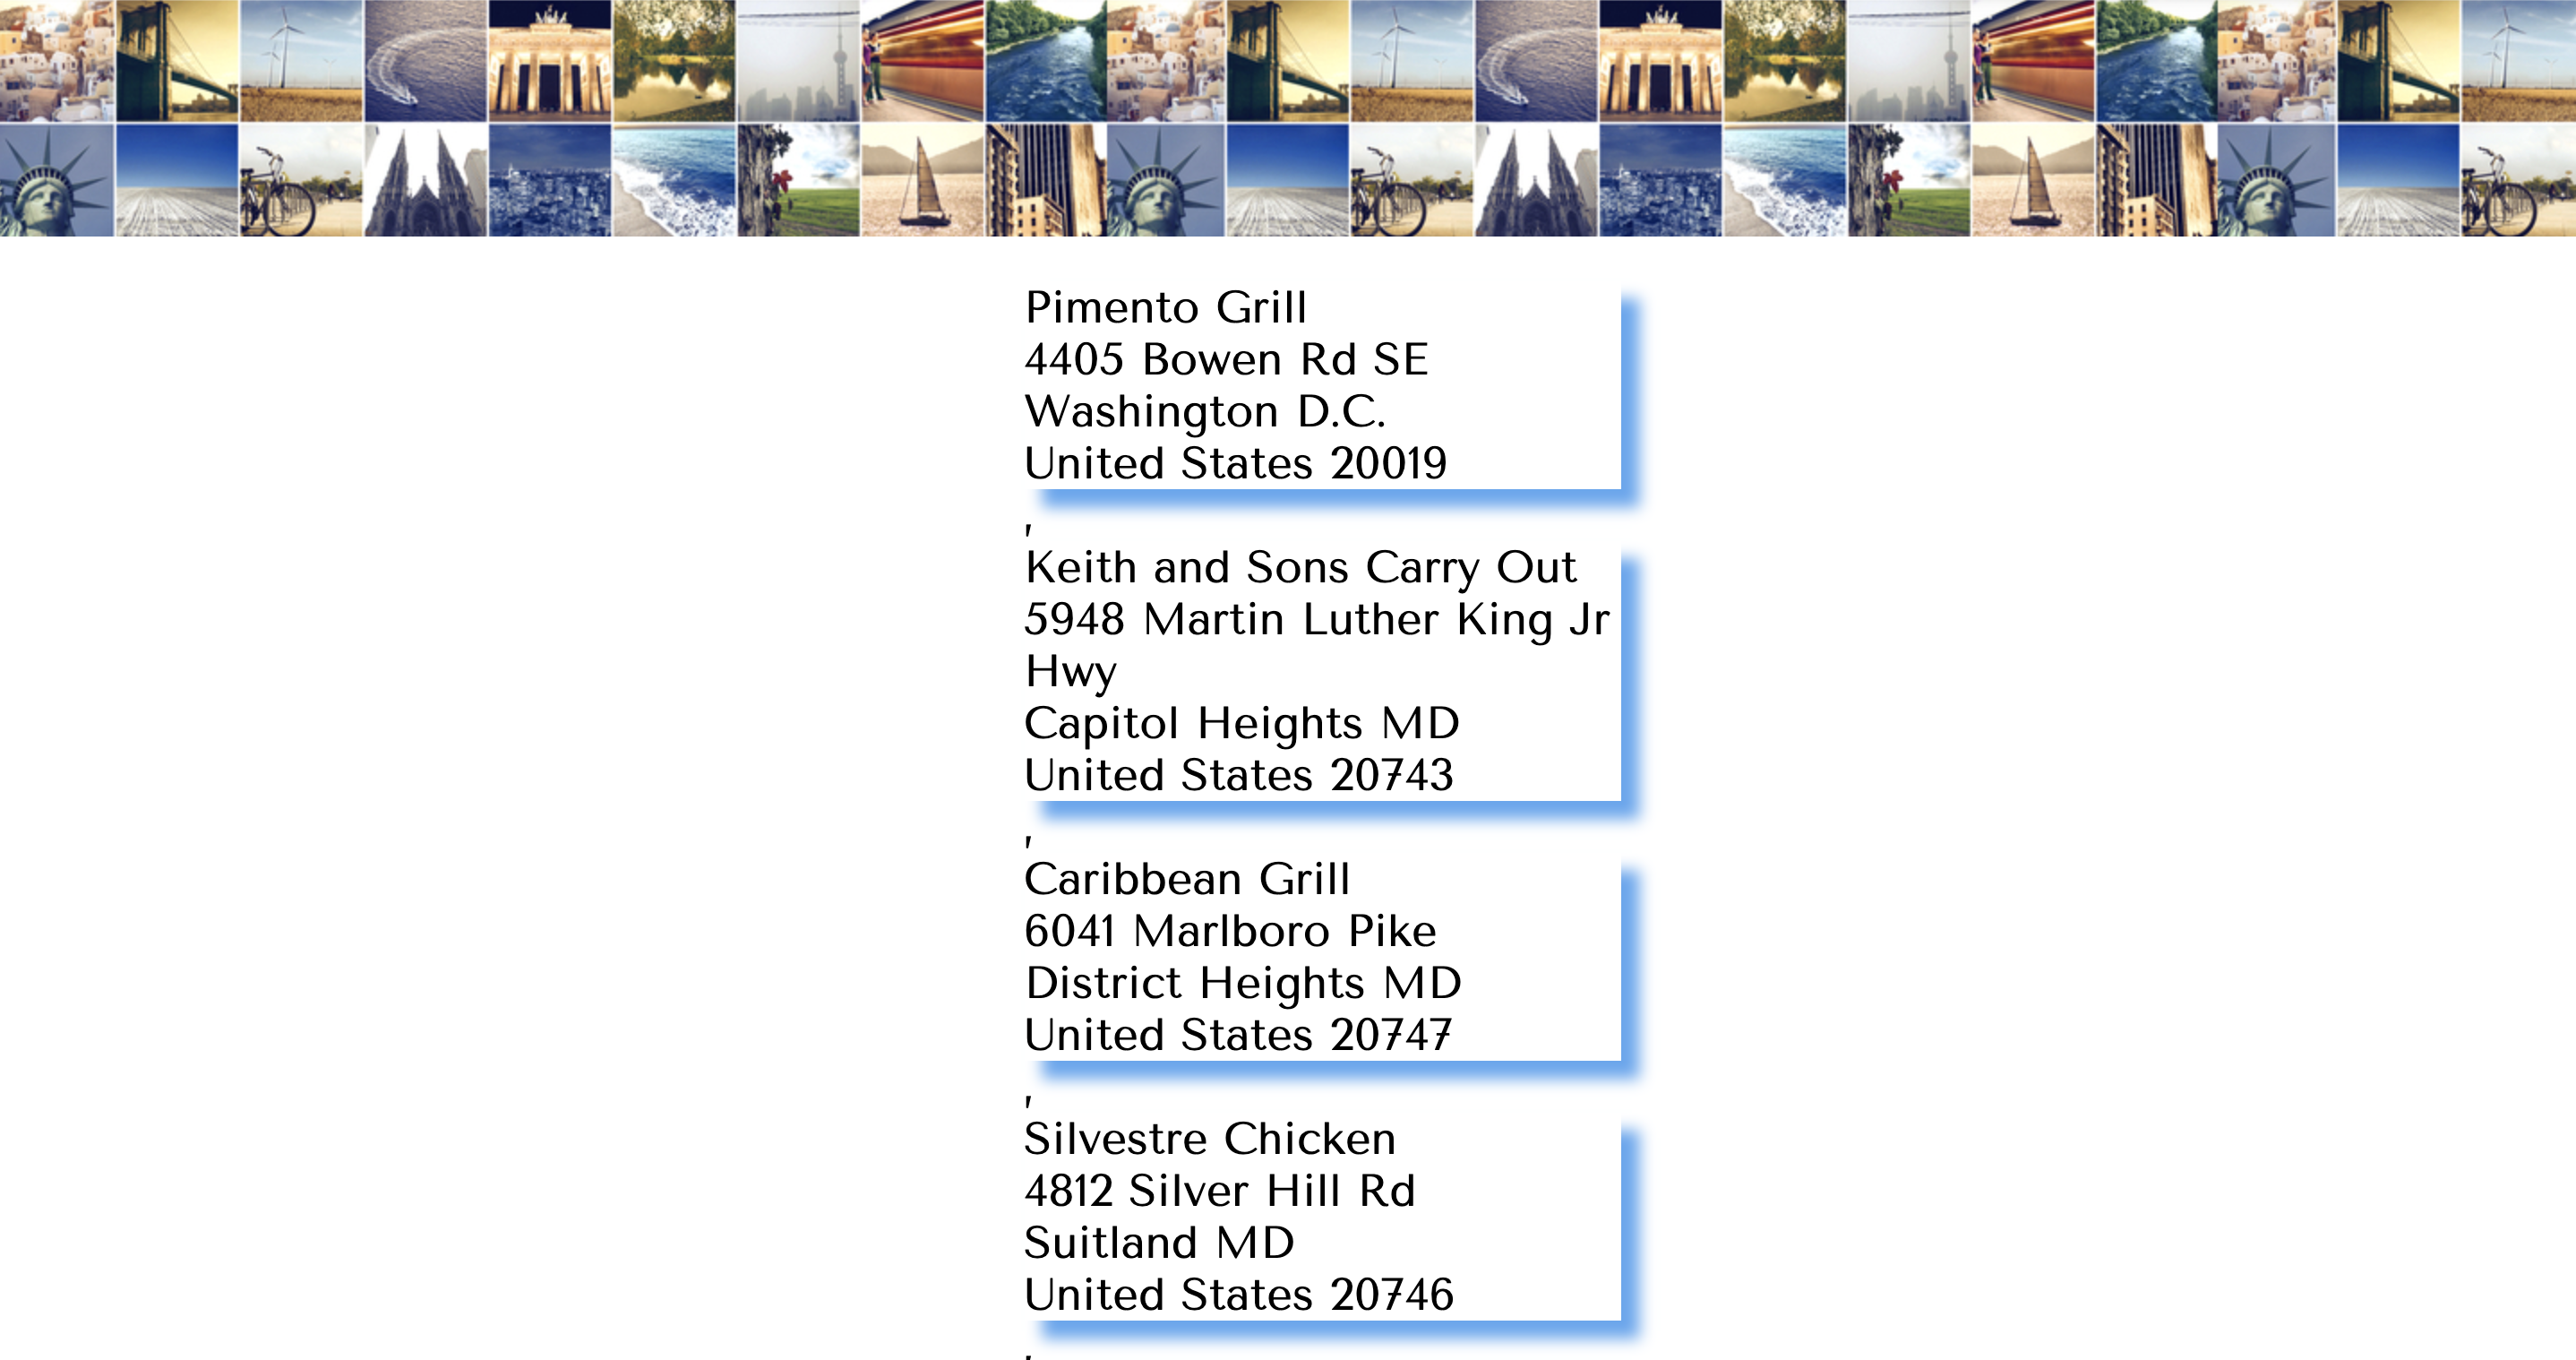 Pimento Grill
4405 Bowen Rd SE
Washington D.C.
United States 20019
,
Keith and Sons Carry Out
5948 Martin Luther King Jr
Hwy
Capitol Heights MD
United States 20743
,
Caribbean Grill
6041 Marlboro Pike
District Heights MD
United States 20747
,
Silvestre Chicken
4812 Silver Hill Rd
Suitland MD
United States 20746
,